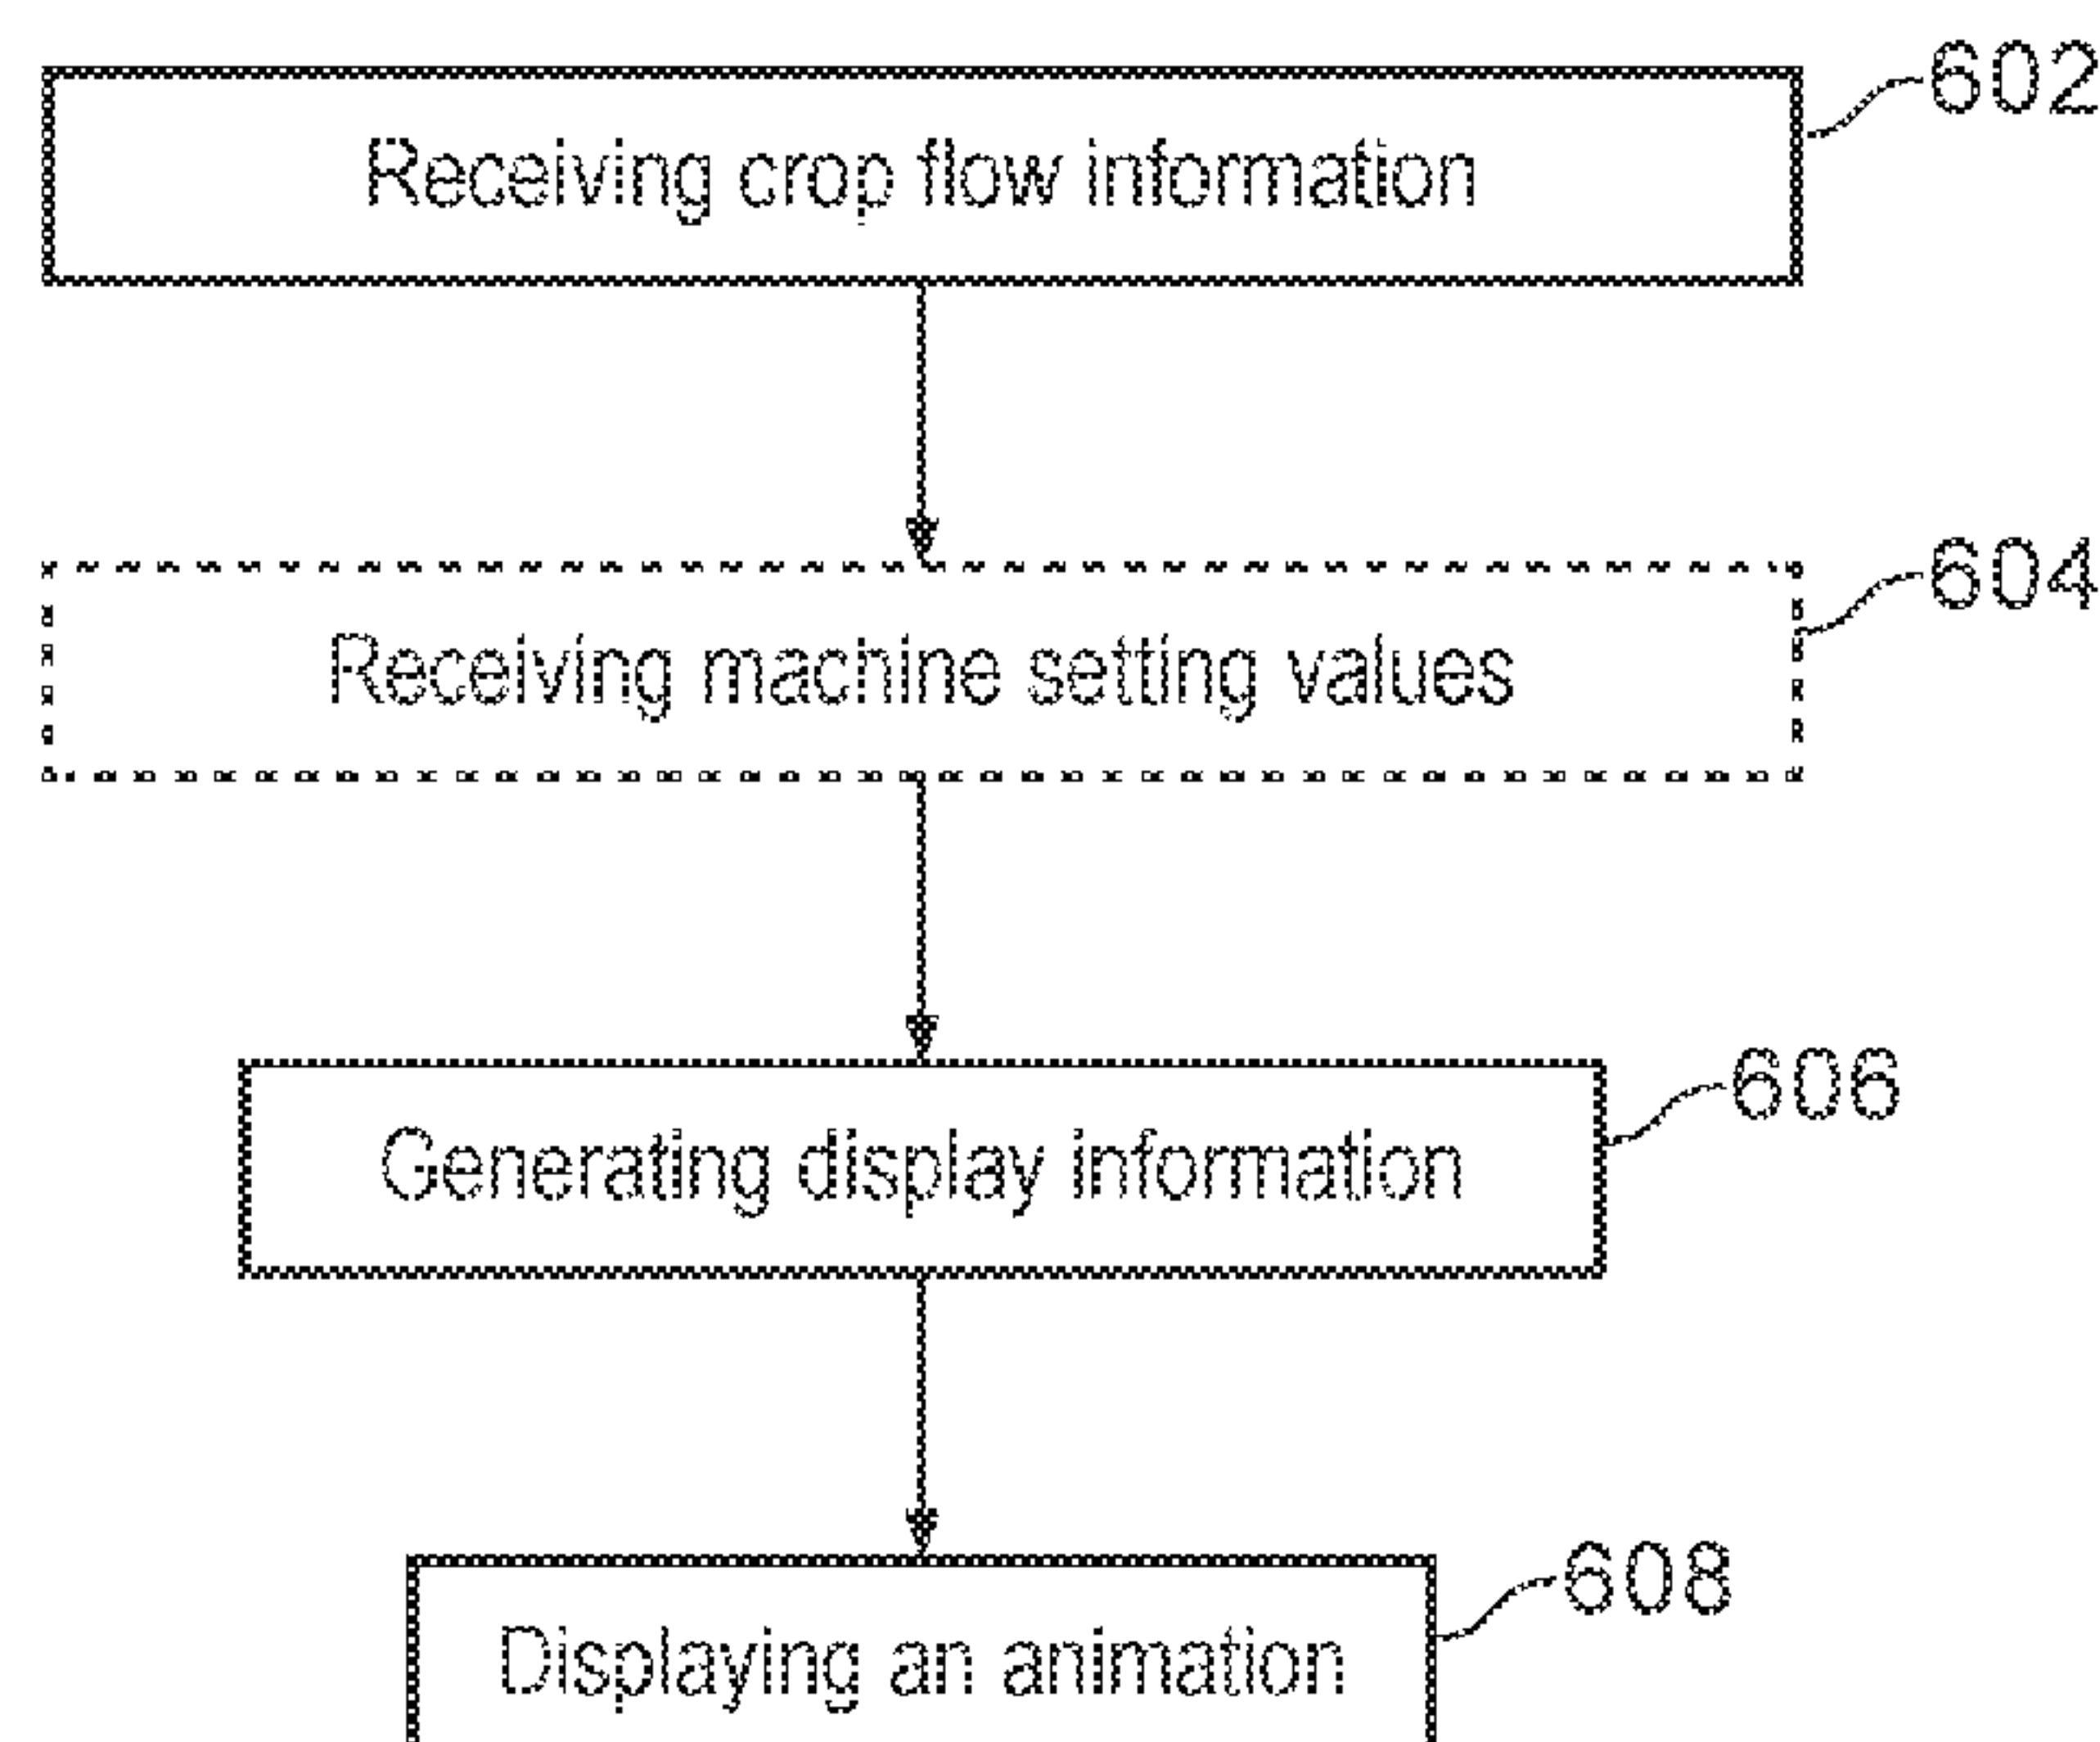 602
Receiving crop flow information
604
Receiving machine setting values
606
Generating display information
608
Displaying an animation